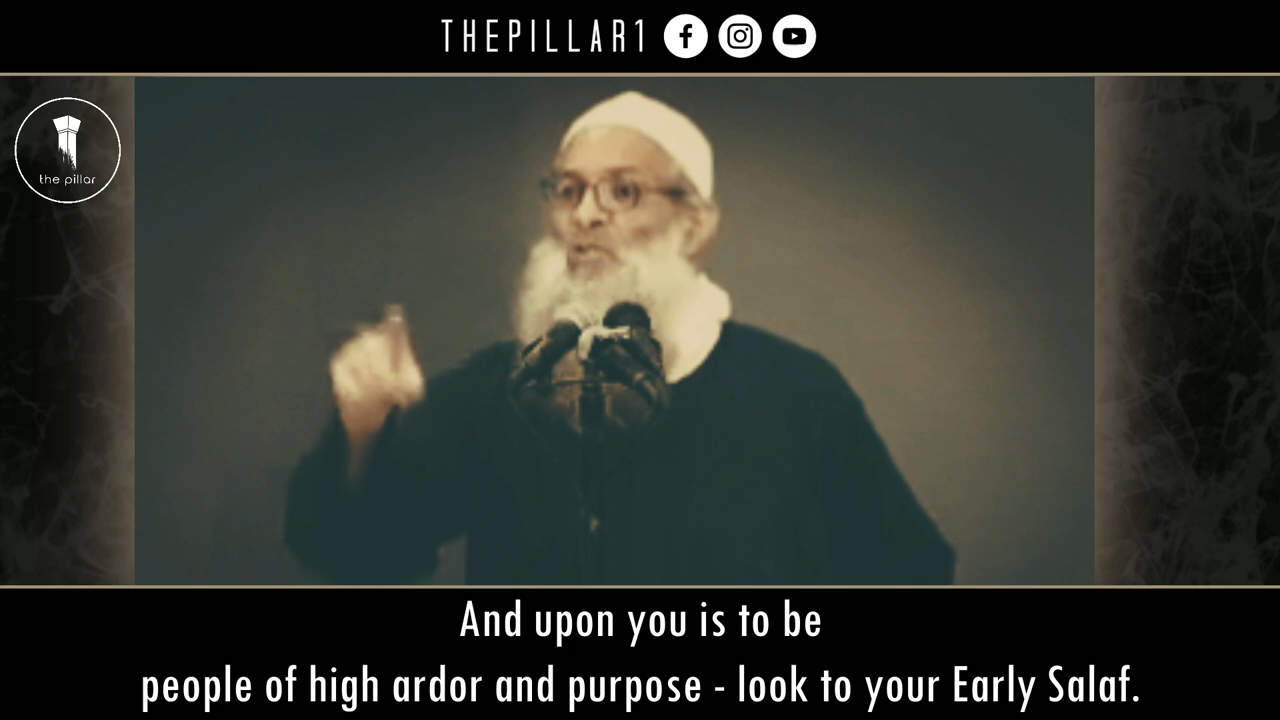 THEPILLAR1
the pillar
And upon you is to be
people of high ardor and purpose - look to your Early Salaf.